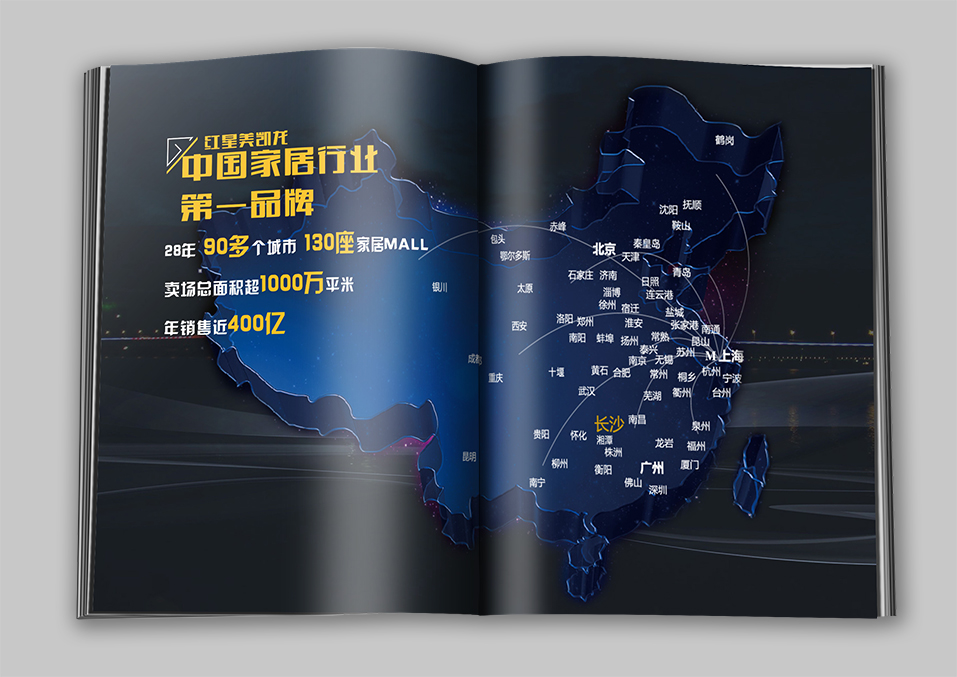 红星美凯龙
中国家居行业
第一品牌
28年 90多个城市 130座家居MALL
卖场总面积超1000万平米
年销售近400亿
鹤岗
沈阳 抚顺
鞍山
赤峰
包头
北京 秦皇岛
鄂尔多斯
天津
石家庄 济南 青岛
银川
太原
日照
淄博 连云港
徐州 宿迁
盐城
洛阳 郑州 淮安 张家港 南通
西安
南阳 蚌埠 扬州 常熟 昆山
泰兴 苏州 M上海
成都
南京 无锡
重庆
十堰 黄石 合肥 常州 桐乡 杭州 宁波
武汉 芜湖 衢州 台州
长沙 南昌
泉州
贵阳 怀化 湘潭 龙岩 福州
株洲
昆明
柳州 衡阳 广州 厦门
南宁 佛山 深圳